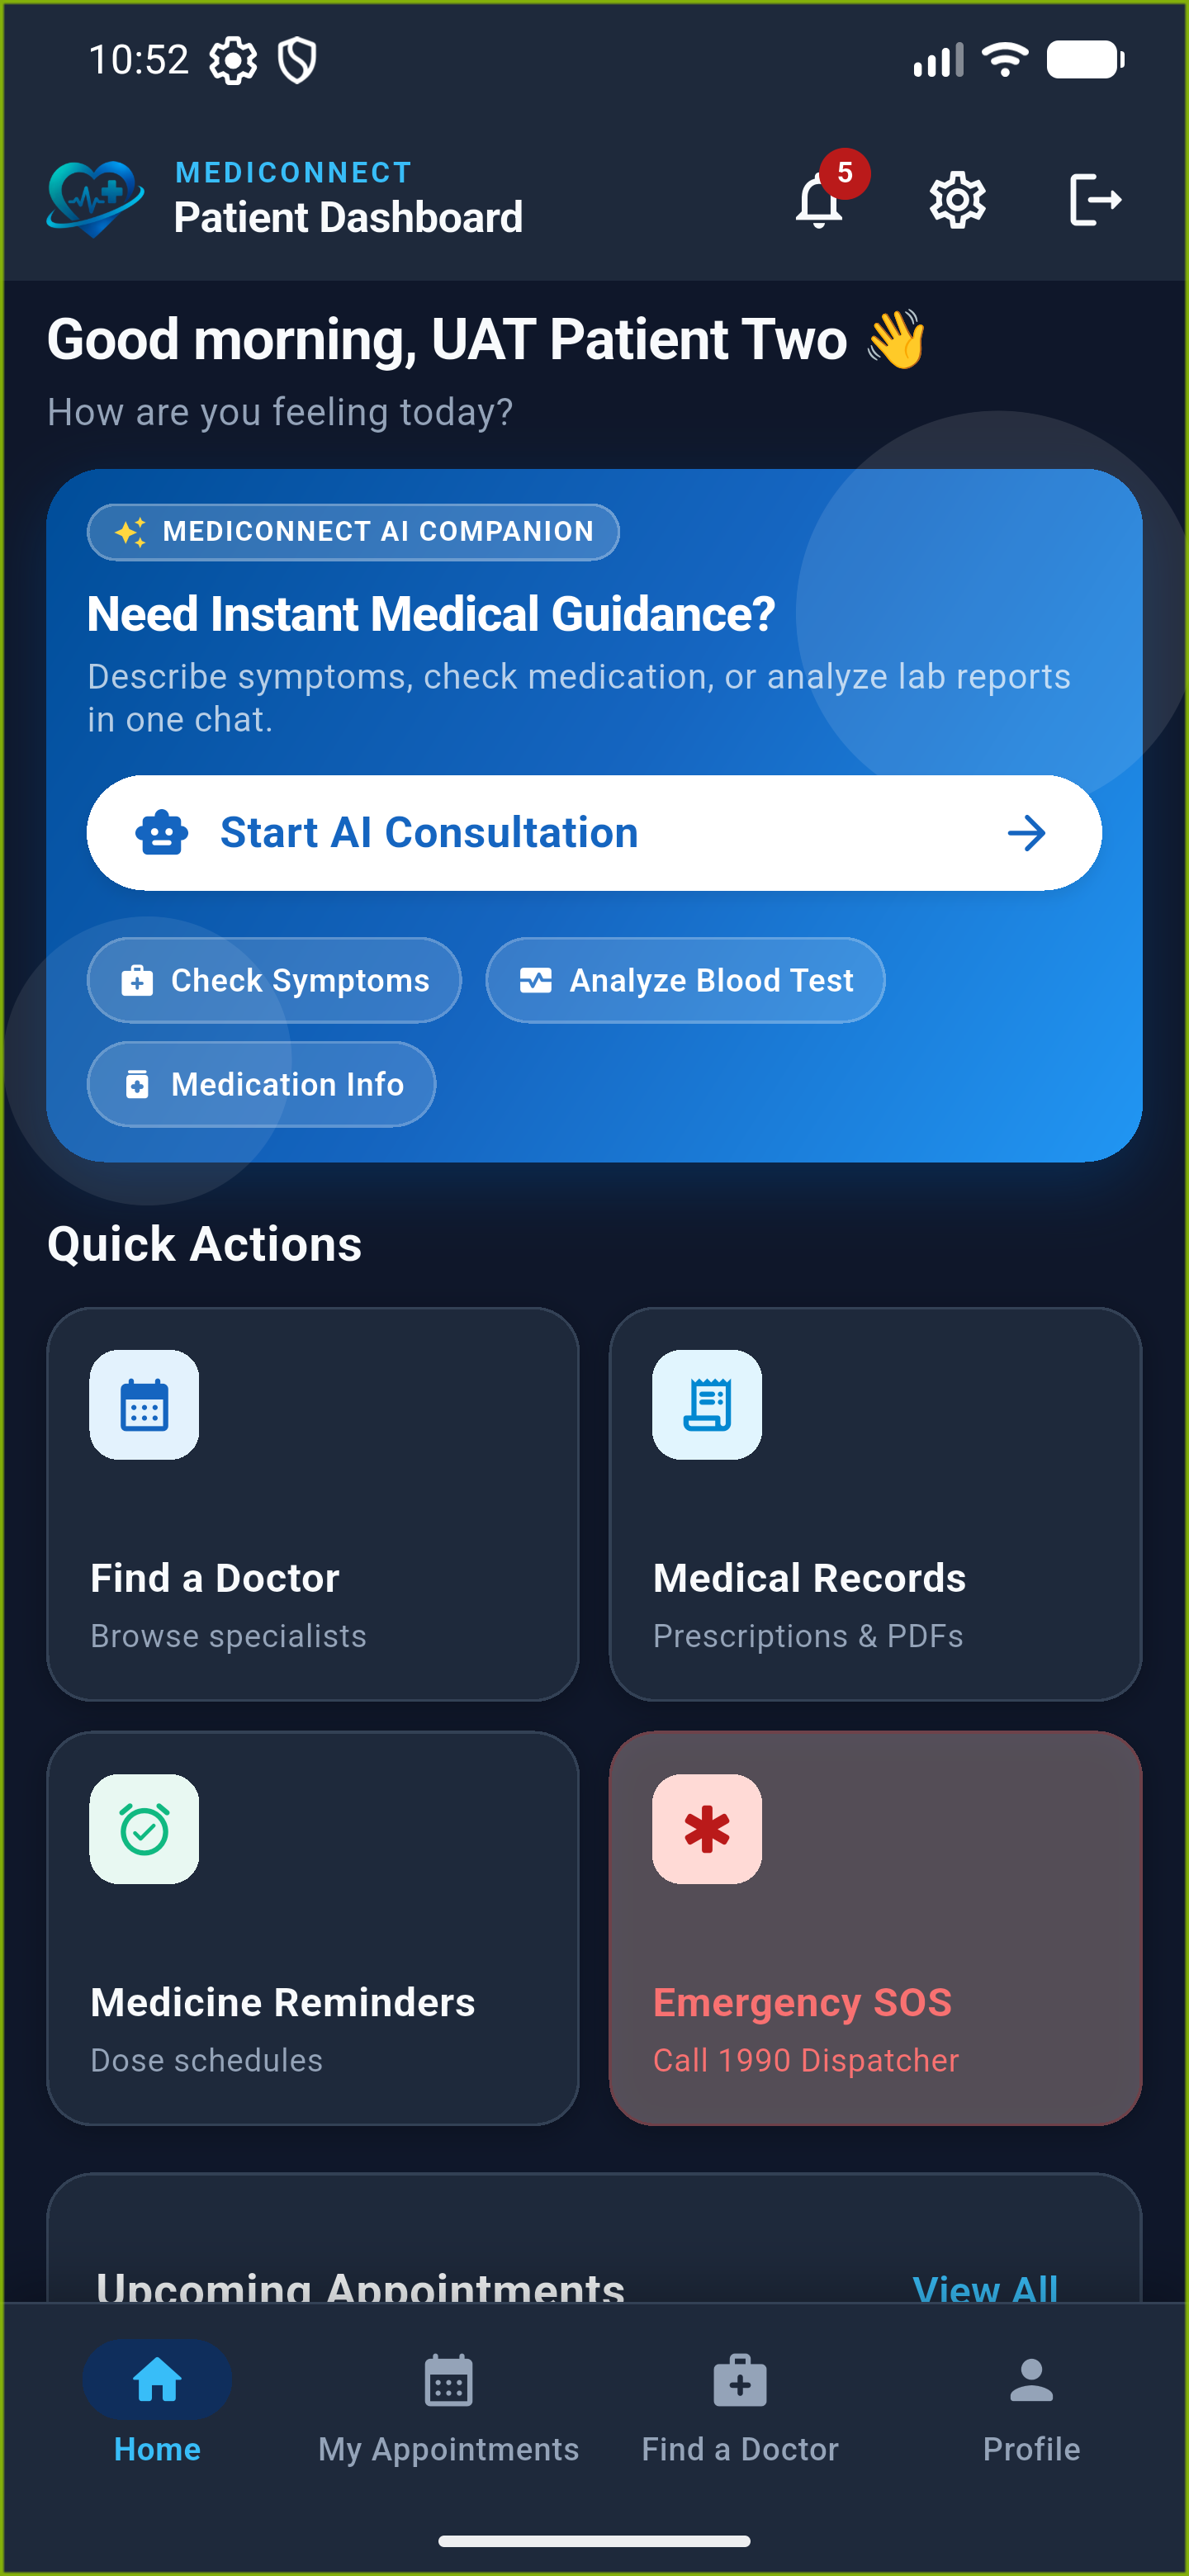 10:52
MEDICONNECT
Patient Dashboard
5
Good morning, UAT Patient Two 👋
How are you feeling today?
MEDICONNECT AI COMPANION
Need Instant Medical Guidance?
Describe symptoms, check medication, or analyze lab reports
in one chat.
Start AI Consultation
Check Symptoms
Analyze Blood Test
Medication Info
Quick Actions
Find a Doctor
Browse specialists
Medical Records
Prescriptions & PDFs
Medicine Reminders
Dose schedules
Emergency SOS
Call 1990 Dispatcher
Upcoming Appointments
View All
Home
My Appointments
Find a Doctor
Profile